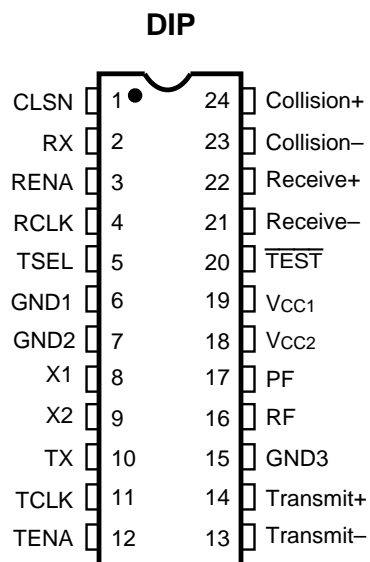 DIP
CLSN 1 24 Collision+
RX 2 23 Collision–
RENA 3 22 Receive+
RCLK 4 21 Receive–
TSEL 5 20 T̅E̅S̅T̅
GND1 6 19 VCC1
GND2 7 18 VCC2
X1 8 17 PF
X2 9 16 RF
TX 10 15 GND3
TCLK 11 14 Transmit+
TENA 12 13 Transmit–